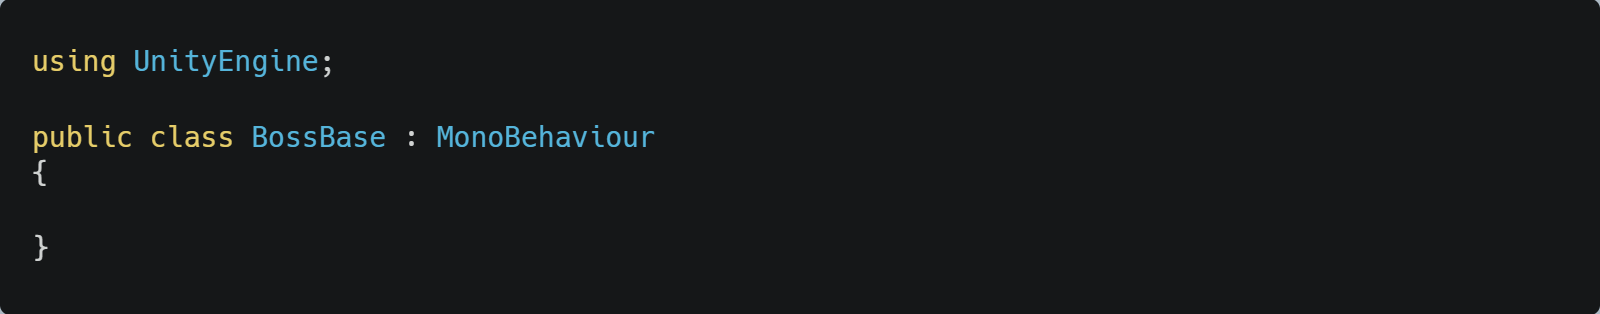 using UnityEngine;
public class BossBase : MonoBehaviour
{
}